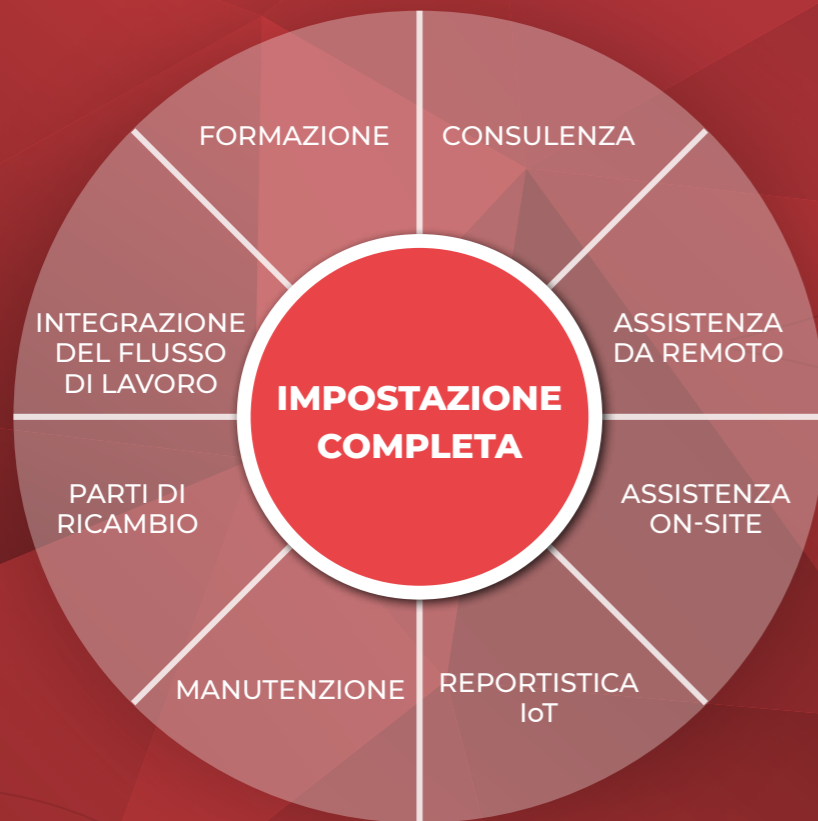 FORMAZIONE
CONSULENZA
INTEGRAZIONE
DEL FLUSSO
DI LAVORO
ASSISTENZA
DA REMOTO
IMPOSTAZIONE
COMPLETA
PARTI DI
RICAMBIO
ASSISTENZA
ON-SITE
MANUTENZIONE
REPORTISTICA
IoT